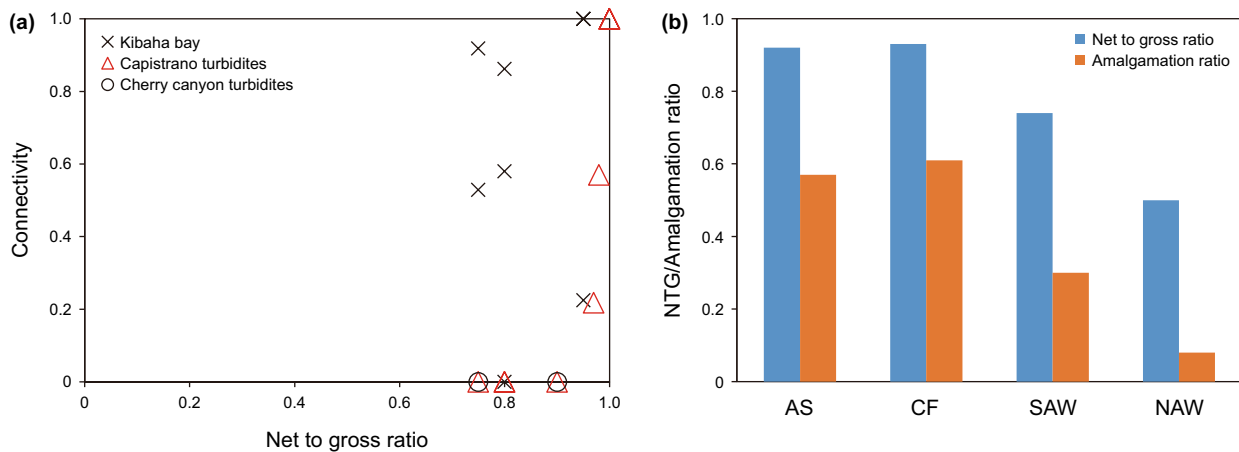 (a)
Connectivity
1.0
0.8
0.6
0.4
0.2
0
Kibaha bay
Capistrano turbidites
Cherry canyon turbidites
0 0.2 0.4 0.6 0.8 1.0
Net to gross ratio
(b)
NTG/Amalgamation ratio
1.0
0.8
0.6
0.4
0.2
0
Net to gross ratio
Amalgamation ratio
AS CF SAW NAW